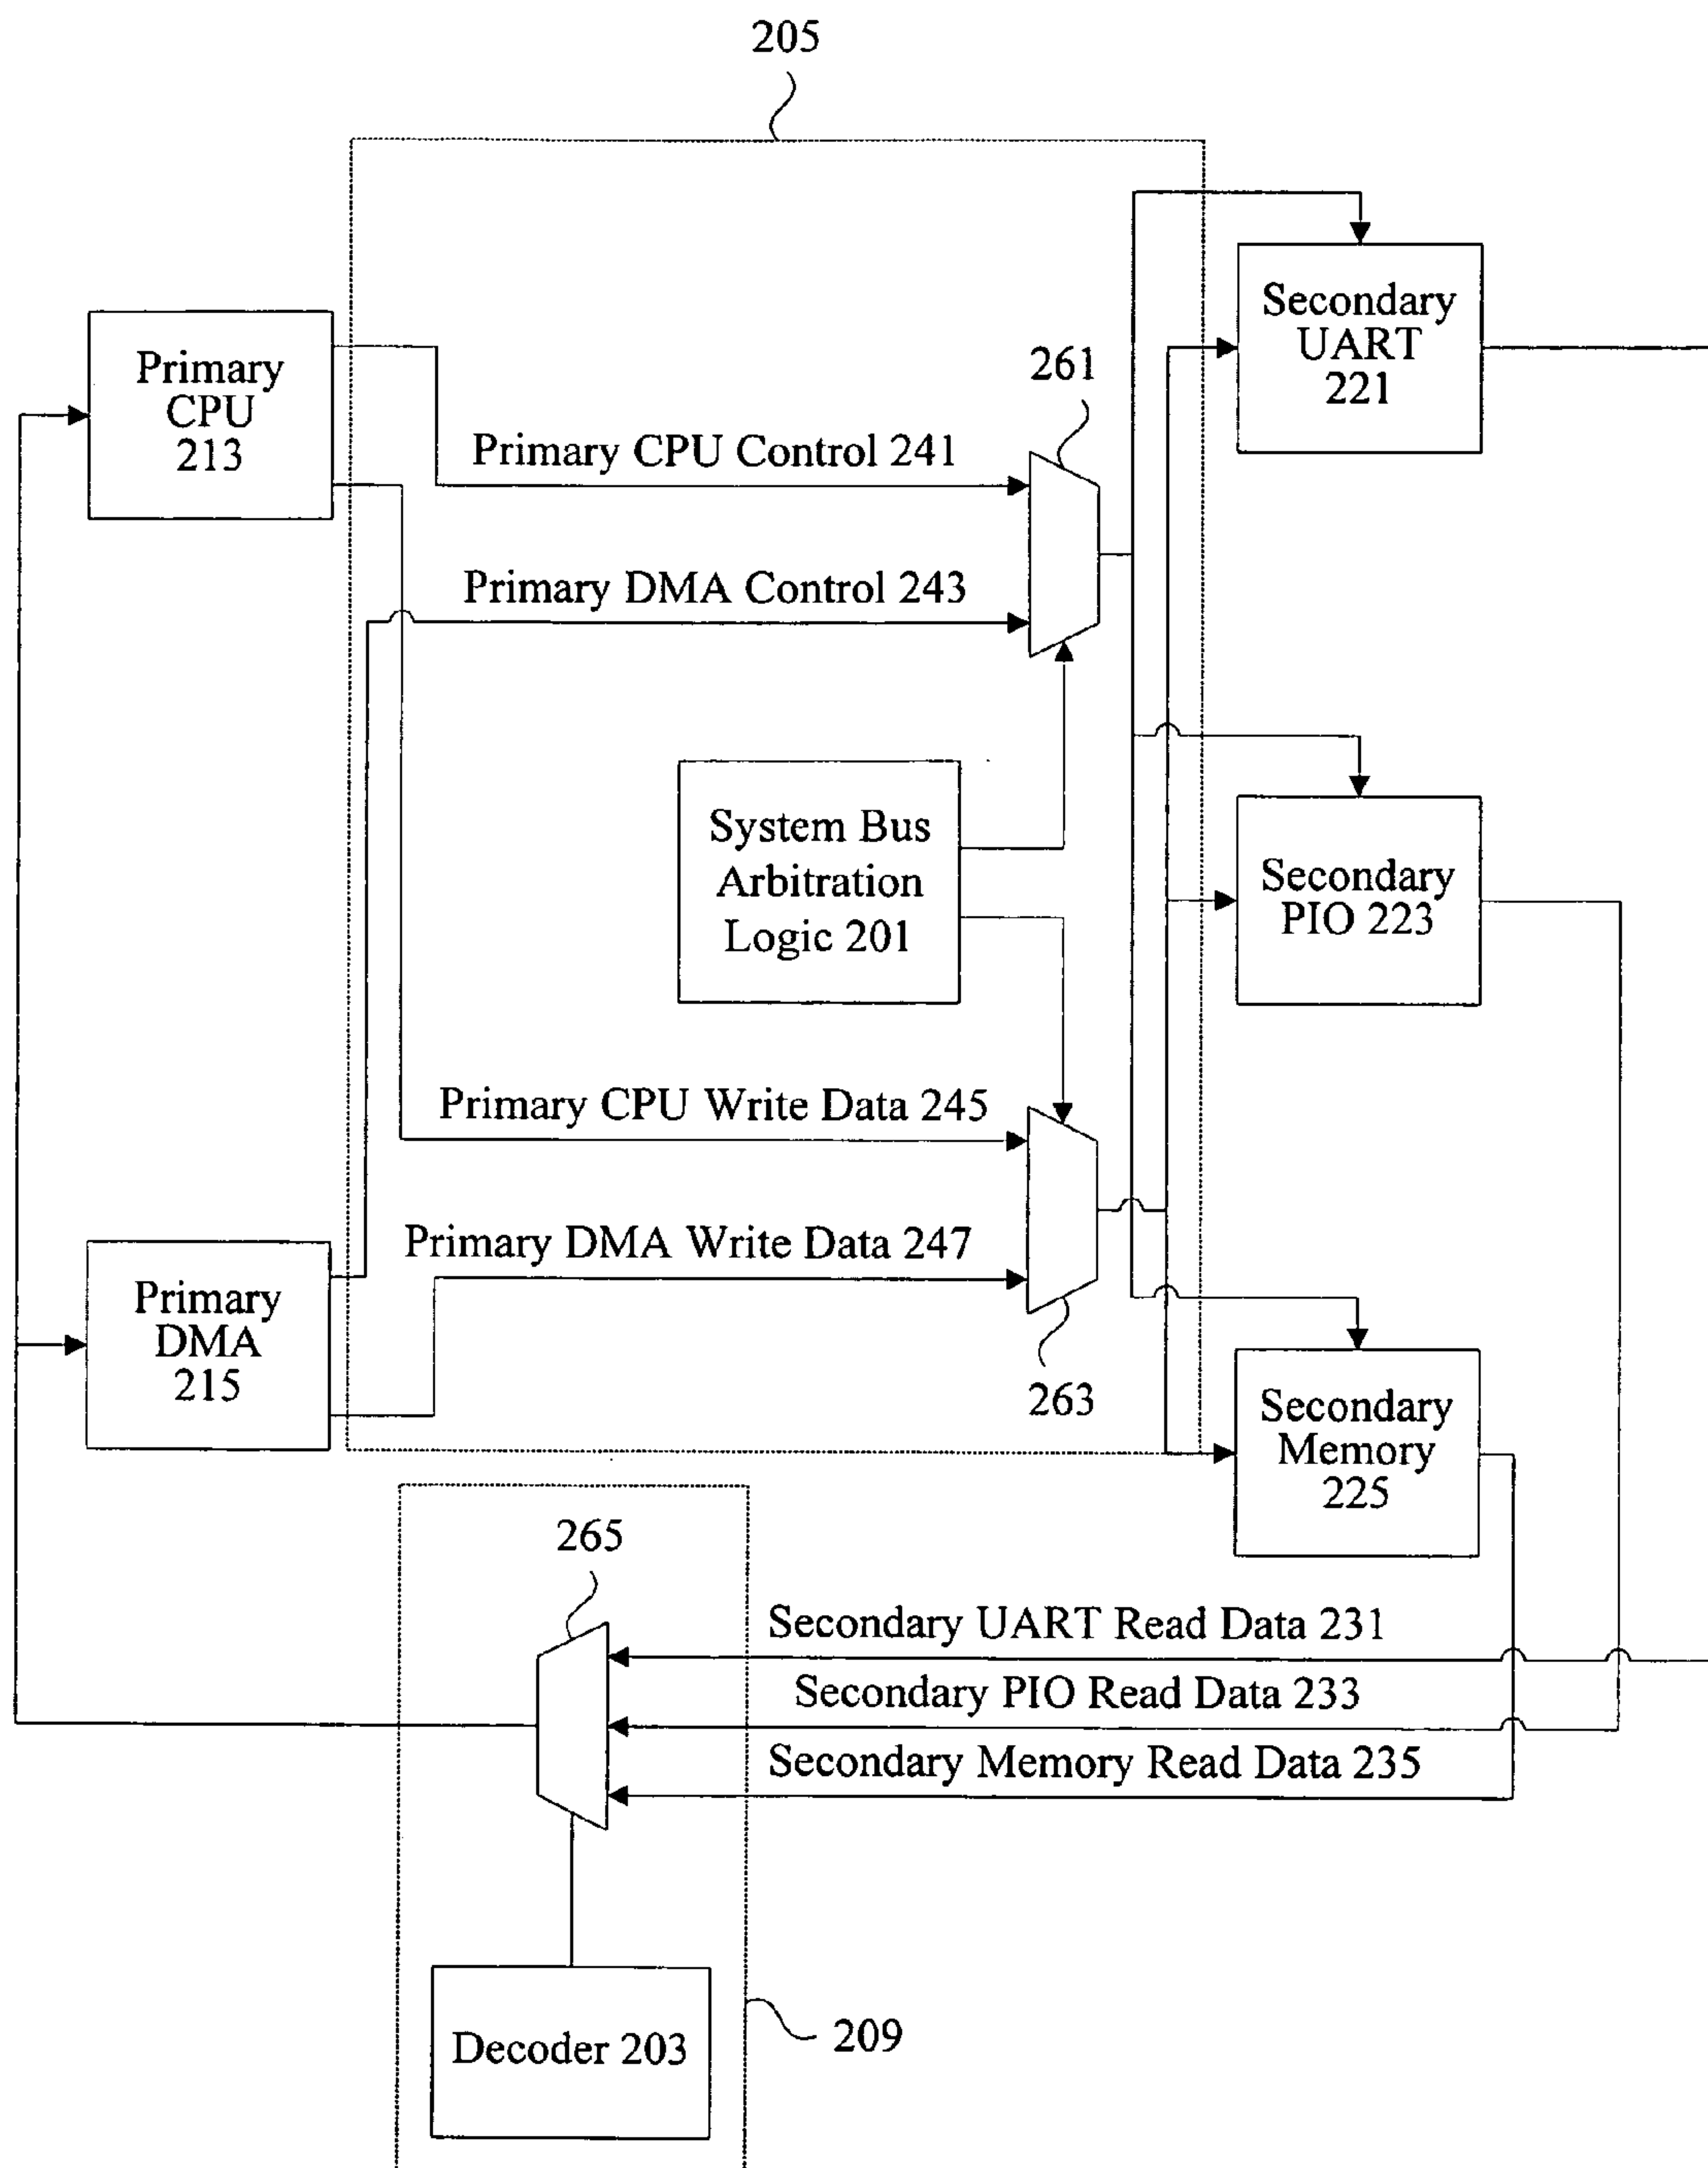 205
Secondary
UART
221
Primary
CPU
213
261
Primary CPU Control 241
Primary DMA Control 243
System Bus
Arbitration
Logic 201
Secondary
PIO 223
Primary CPU Write Data 245
Primary DMA Write Data 247
Primary
DMA
215
263
Secondary
Memory
225
265
Secondary UART Read Data 231
Secondary PIO Read Data 233
Secondary Memory Read Data 235
Decoder 203
209